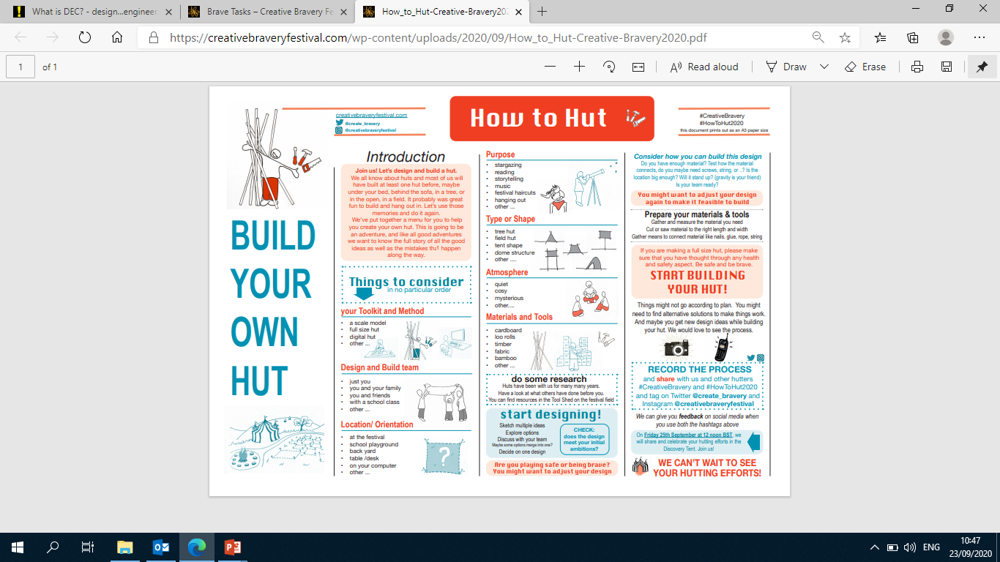 What is DEC? - design...engineer
Brave Tasks – Creative Bravery Fe
How_to_Hut-Creative-Bravery202
https://creativebraveryfestival.com/wp-content/uploads/2020/09/How_to_Hut-Creative-Bravery2020.pdf
1 of 1
Read aloud
Draw
Erase
creativebraveryfestival.com
@create_bravery
@creativebraveryfestival
How to Hut
#CreativeBravery
#HowToHut2020
this document prints out as an A3 paper size
BUILD
YOUR
OWN
HUT
Introduction
Join us! Let's design and build a hut.
We all know about huts and most of us will
have built at least one hut before, maybe
under your bed, behind the sofa, in a tree, or
in the open, in a field. It probably was great
fun to build and hang out in. Let's use those
memories and do it again.
We've put together a menu for you to help
you create your own hut. This is going to be
an adventure, and like all good adventures
we want to know the full story of all the good
ideas as well as the mistakes that happen
along the way.
Things to consider
in no particular order
your Toolkit and Method
• a scale model
• full size hut
• digital hut
• other ...
Design and Build team
• just you
• you and your family
• you and friends
• with a school class
• other ...
Location/ Orientation
• at the festival
• school playground
• back yard
• table /desk
• on your computer
• other ...
?
Purpose
• stargazing
• reading
• storytelling
• music
• festival haircuts
• hanging out
• other ...
Type or Shape
• tree hut
• field hut
• tent shape
• dome structure
• other ....
Atmosphere
• quiet
• cosy
• mysterious
• other....
Materials and Tools
• cardboard
• loo rolls
• timber
• fabric
• bamboo
• other ...
do some research
Huts have been with us for many many years.
Have a look at what others have done before you.
You can find resources in the Tool Shed on the festival field
start designing!
Sketch multiple ideas
Explore options
Discuss with your team
Maybe some options merge into one?
Decide on one design
CHECK:
does the design
meet your initial
ambitions?
Are you playing safe or being brave?
You might want to adjust your design
Consider how you can build this design
Do you have enough material? Test how the material
connects, do you maybe need screws, string, or ..? Is the
location big enough? Will it stand up? (gravity is your friend)
Is your team ready?
You might want to adjust your design
again to make it feasible to build
Prepare your materials & tools
Gather and measure the material you need
Cut or saw material to the right length and width
Gather means to connect material like nails, glue, rope, string
If you are making a full size hut, please make
sure that you have thought through any health
and safety aspect. Be safe and be brave.
START BUILDING
YOUR HUT!
Things might not go according to plan. You might
need to find alternative solutions to make things work.
And maybe you get new design ideas while building
your hut. We would love to see the process.
RECORD THE PROCESS
and share with us and other hutters
#CreativeBravery and #HowToHut2020
and tag on Twitter @create_bravery and
Instagram @creativebraveryfestival
We can give you feedback on social media when
you use both the hashtags above
On Friday 25th September at 12 noon BST, we
will share and celebrate your hutting efforts in the
Discovery Tent. Join us!
WE CAN'T WAIT TO SEE
YOUR HUTTING EFFORTS!
ENG
10:47
23/09/2020